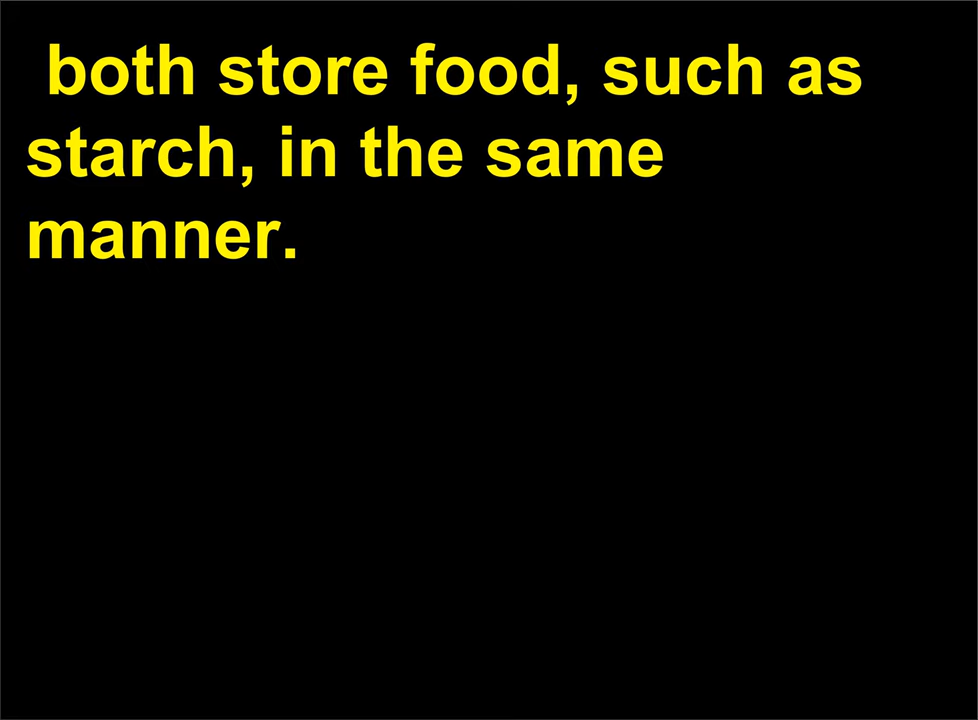 both store food, such as
starch, in the same
manner.